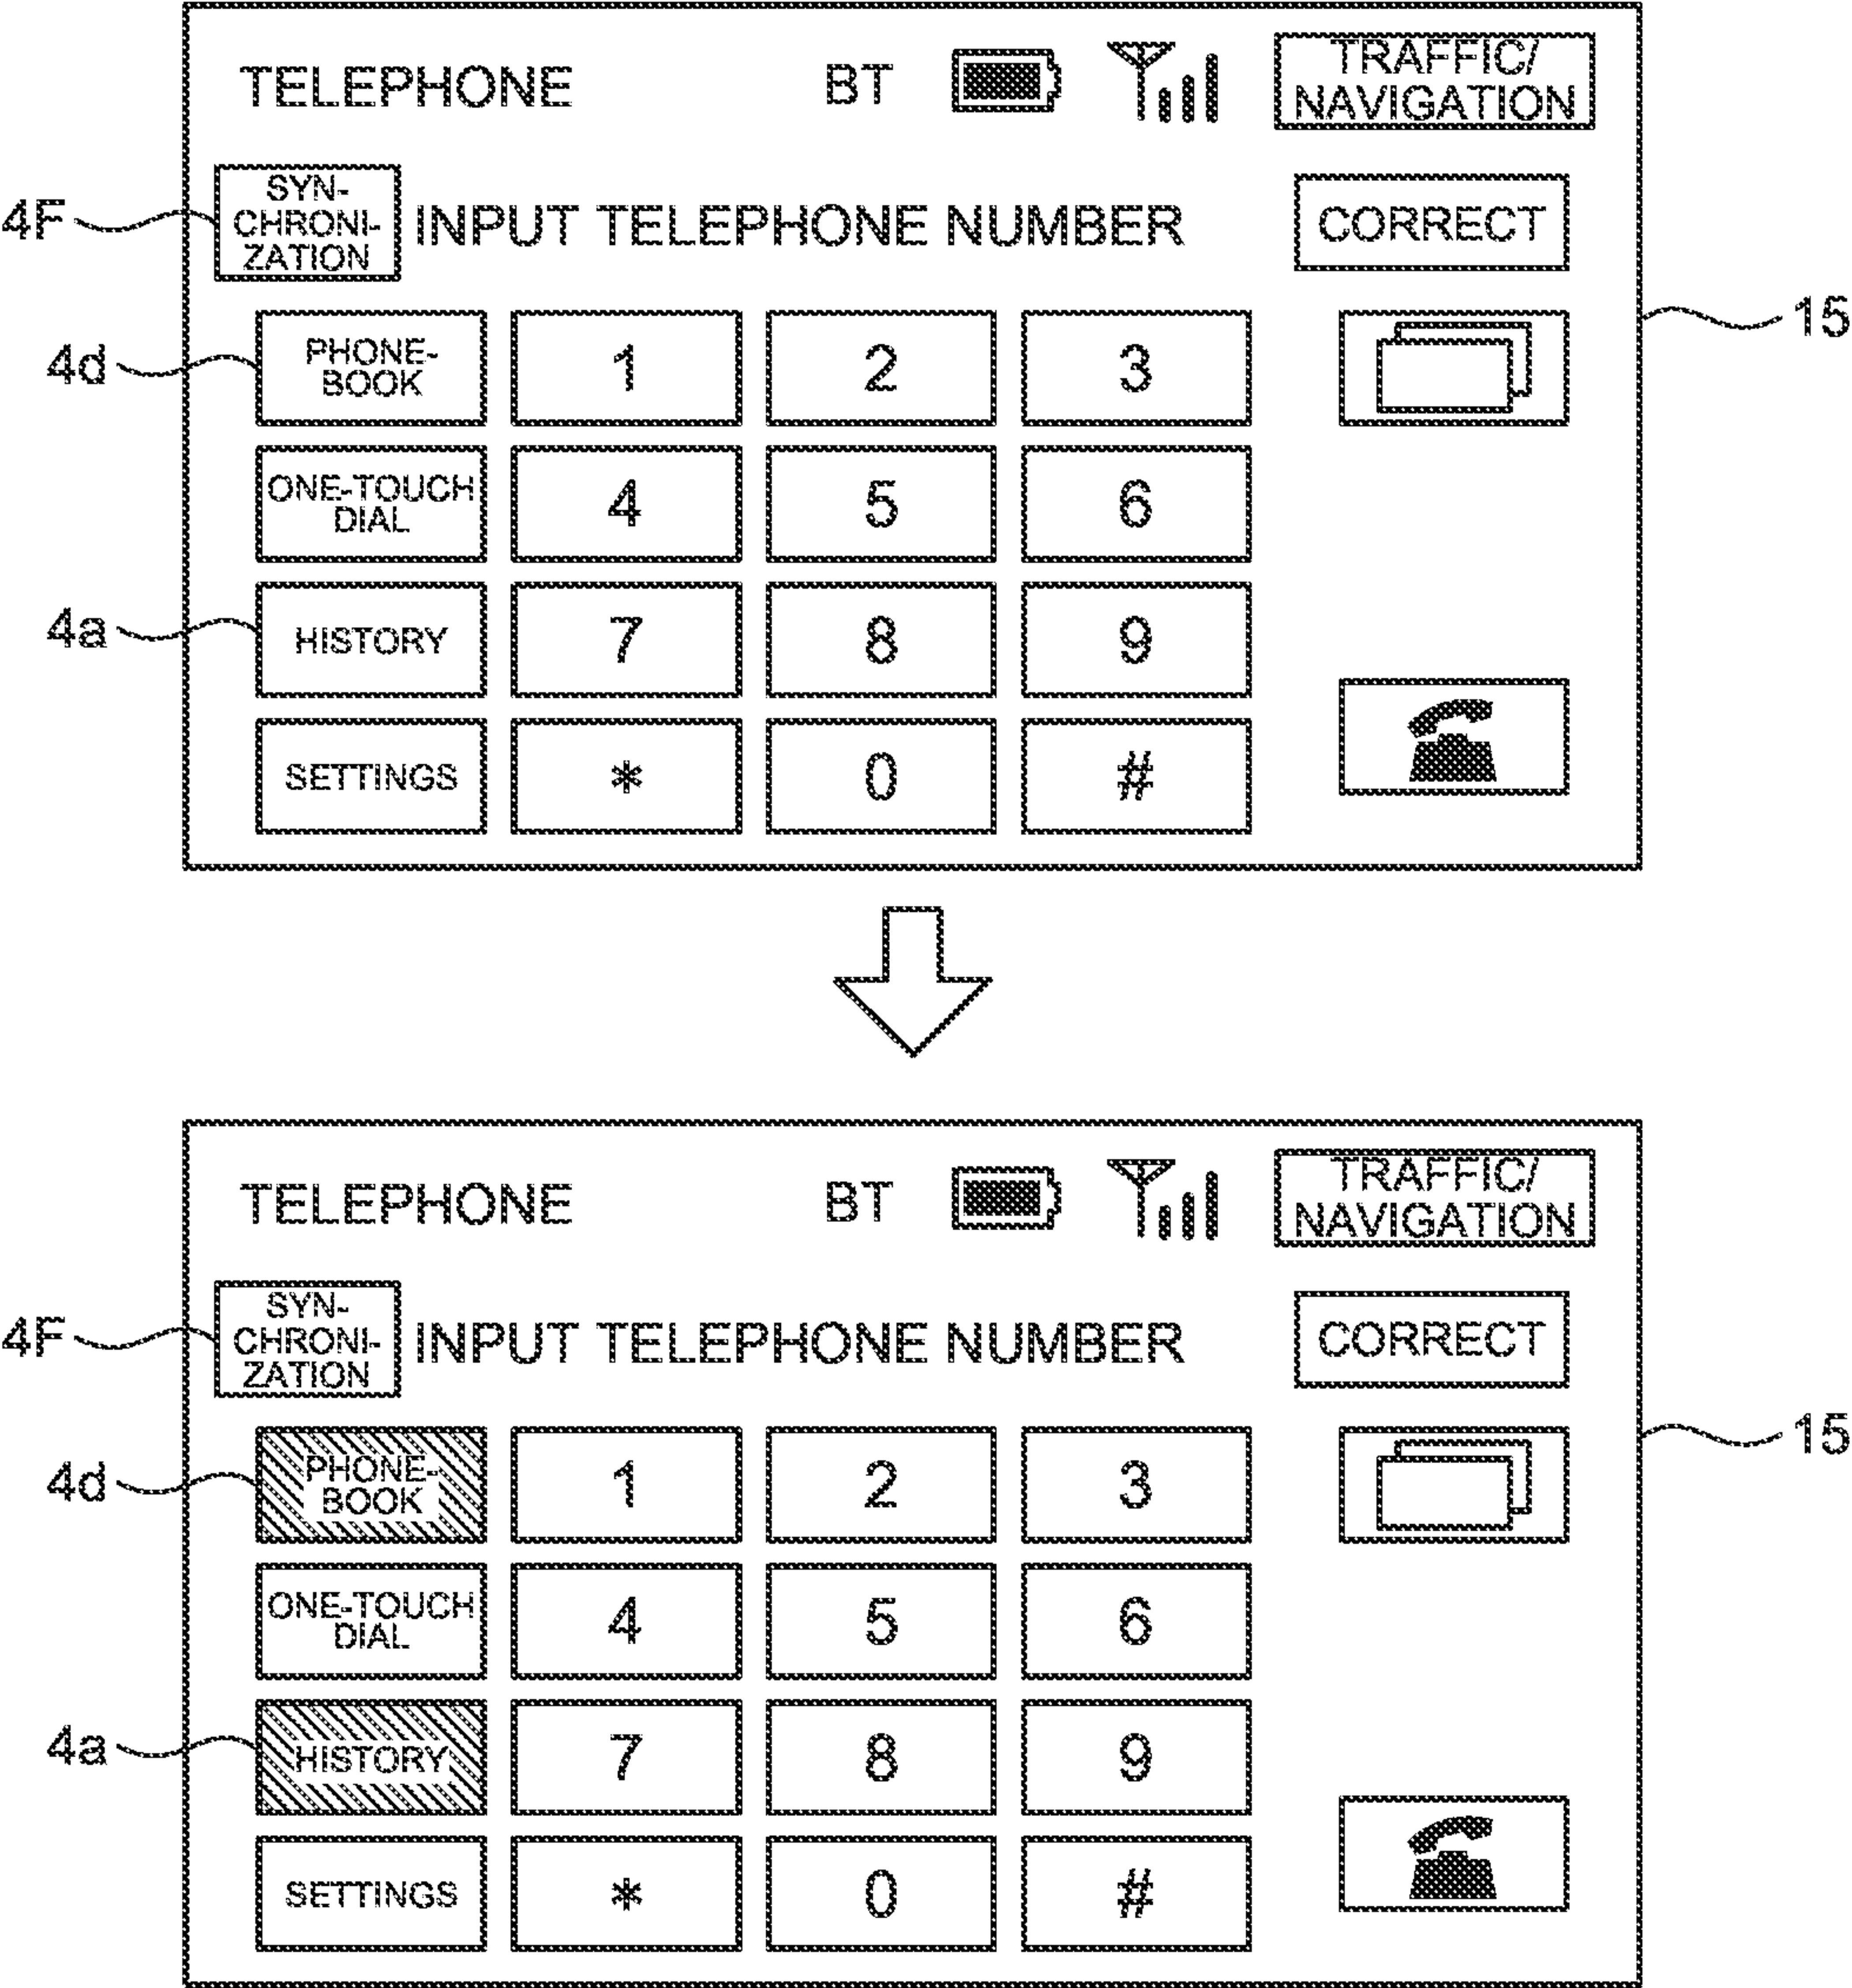 TELEPHONE BT TRAFFIC/
NAVIGATION
4F SYN-
CHRONI-
ZATION
INPUT TELEPHONE NUMBER CORRECT
15
4d PHONE-
BOOK
1 2 3
ONE-TOUCH
DIAL
4 5 6
4a HISTORY 7 8 9
SETTINGS * 0 #
TELEPHONE BT TRAFFIC/
NAVIGATION
4F SYN-
CHRONI-
ZATION
INPUT TELEPHONE NUMBER CORRECT
15
4d PHONE-
BOOK
1 2 3
ONE-TOUCH
DIAL
4 5 6
4a HISTORY 7 8 9
SETTINGS * 0 #